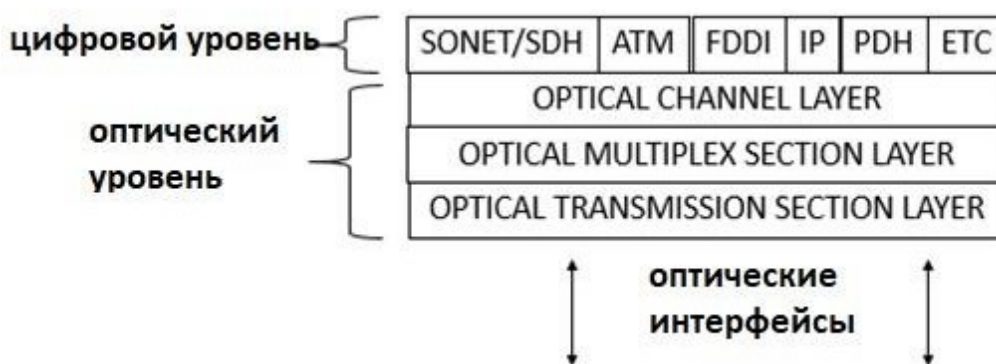 цифровой уровень
SONET/SDH ATM FDDI IP PDH ETC
OPTICAL CHANNEL LAYER
оптический
уровень
OPTICAL MULTIPLEX SECTION LAYER
OPTICAL TRANSMISSION SECTION LAYER
оптические
интерфейсы